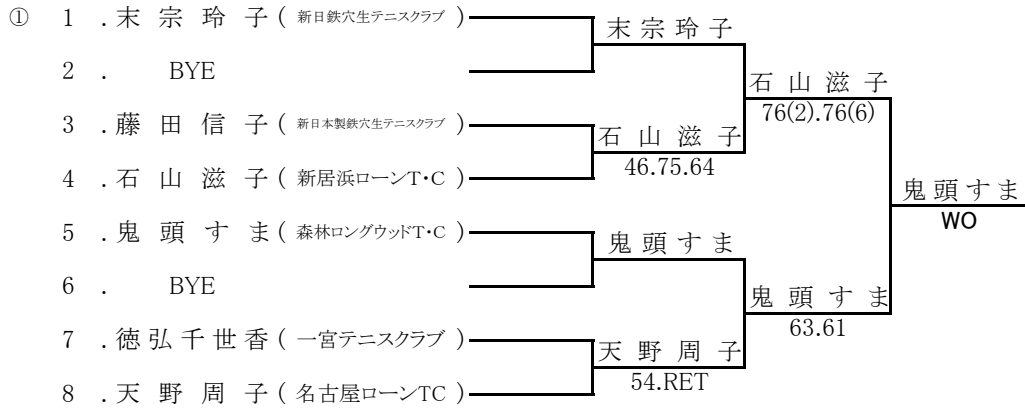 ① 1 . 末 宗 玲 子 ( 新日鉄穴生テニスクラブ )
末 宗 玲 子
2 . BYE
石 山 滋 子
76(2).76(6)
3 . 藤 田 信 子 ( 新日本製鉄穴生テニスクラブ )
石 山 滋 子
46.75.64
4 . 石 山 滋 子 ( 新居浜ローンT・C )
鬼 頭 す ま
WO
5 . 鬼 頭 す ま ( 森林ロングウッドT・C )
鬼 頭 す ま
6 . BYE
鬼 頭 す ま
63.61
7 . 徳 弘 千 世 香 ( 一宮テニスクラブ )
天 野 周 子
54.RET
8 . 天 野 周 子 ( 名古屋ローンTC )